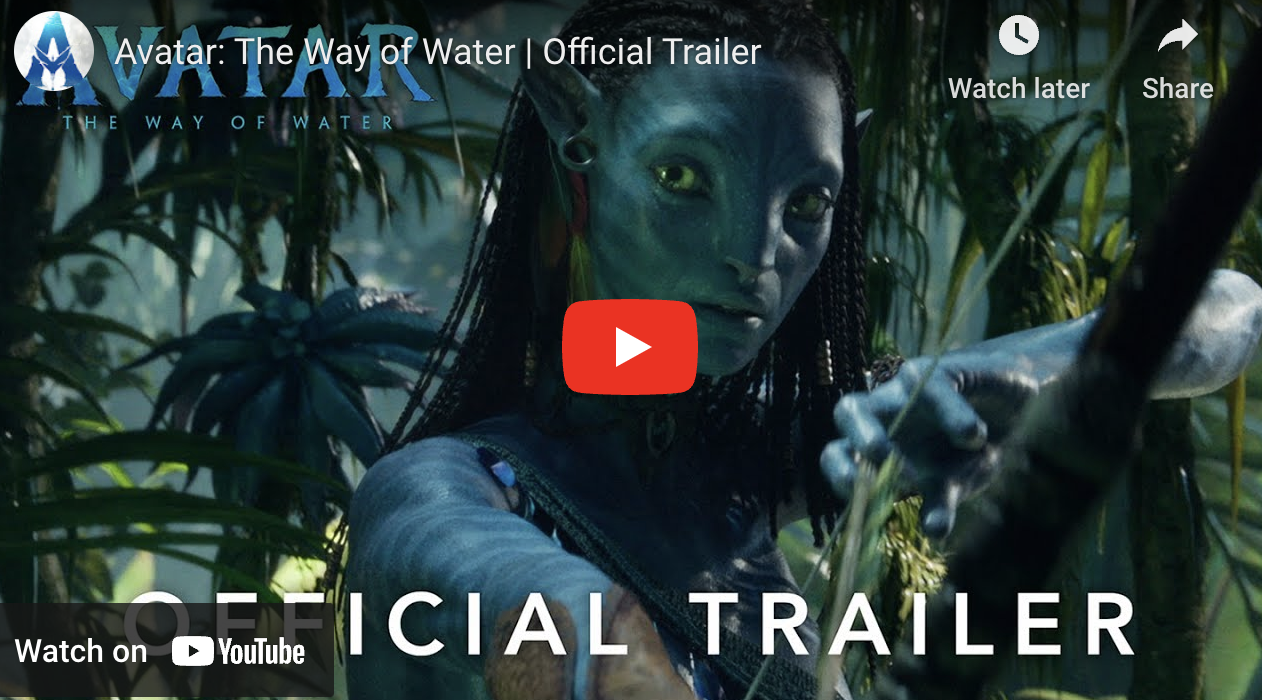 AVATAR
THE WAY OF WATER
Avatar: The Way of Water | Official Trailer
Watch later
Share
OFFICIAL TRAILER
Watch on YouTube